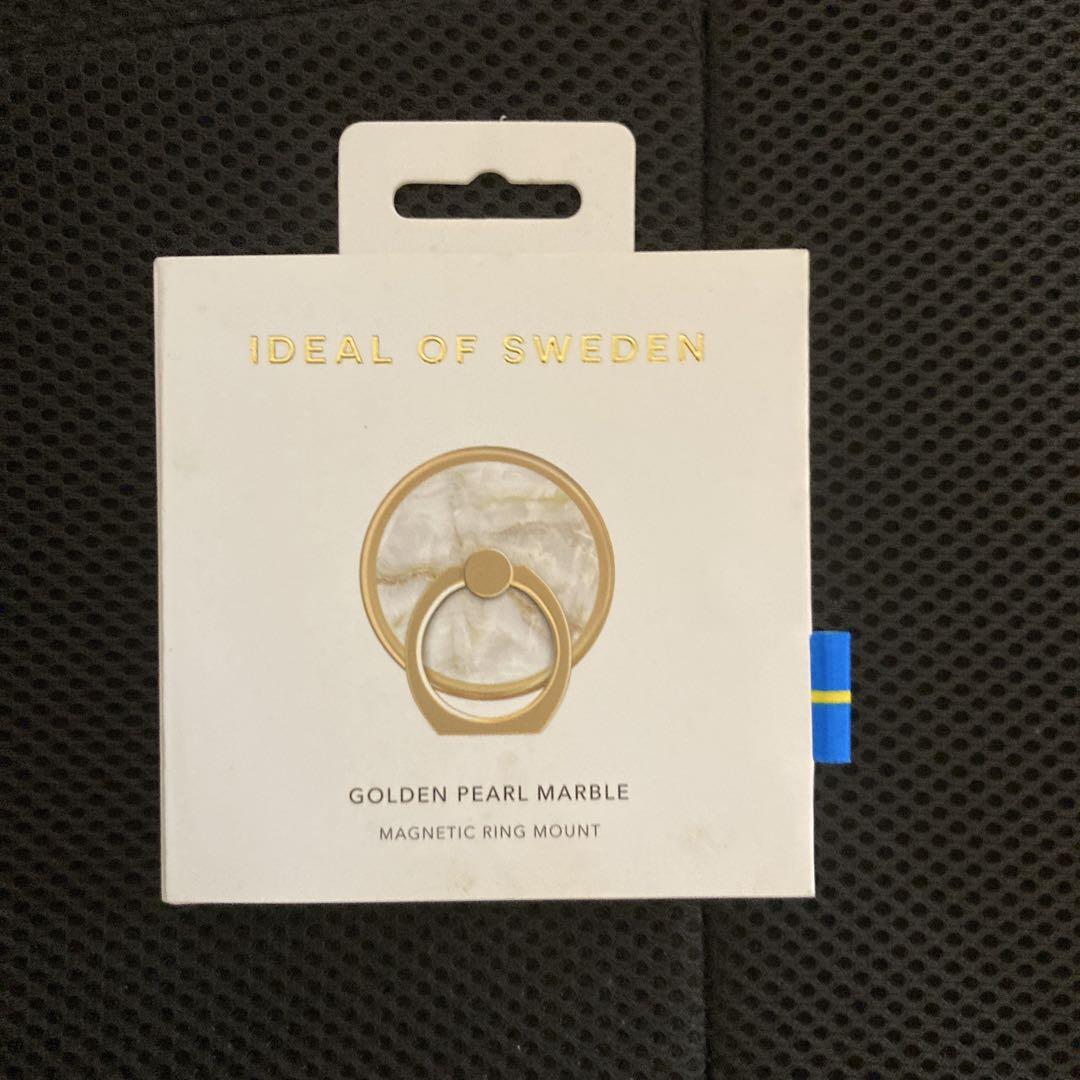 IDEAL OF SWEDEN
GOLDEN PEARL MARBLE
MAGNETIC RING MOUNT